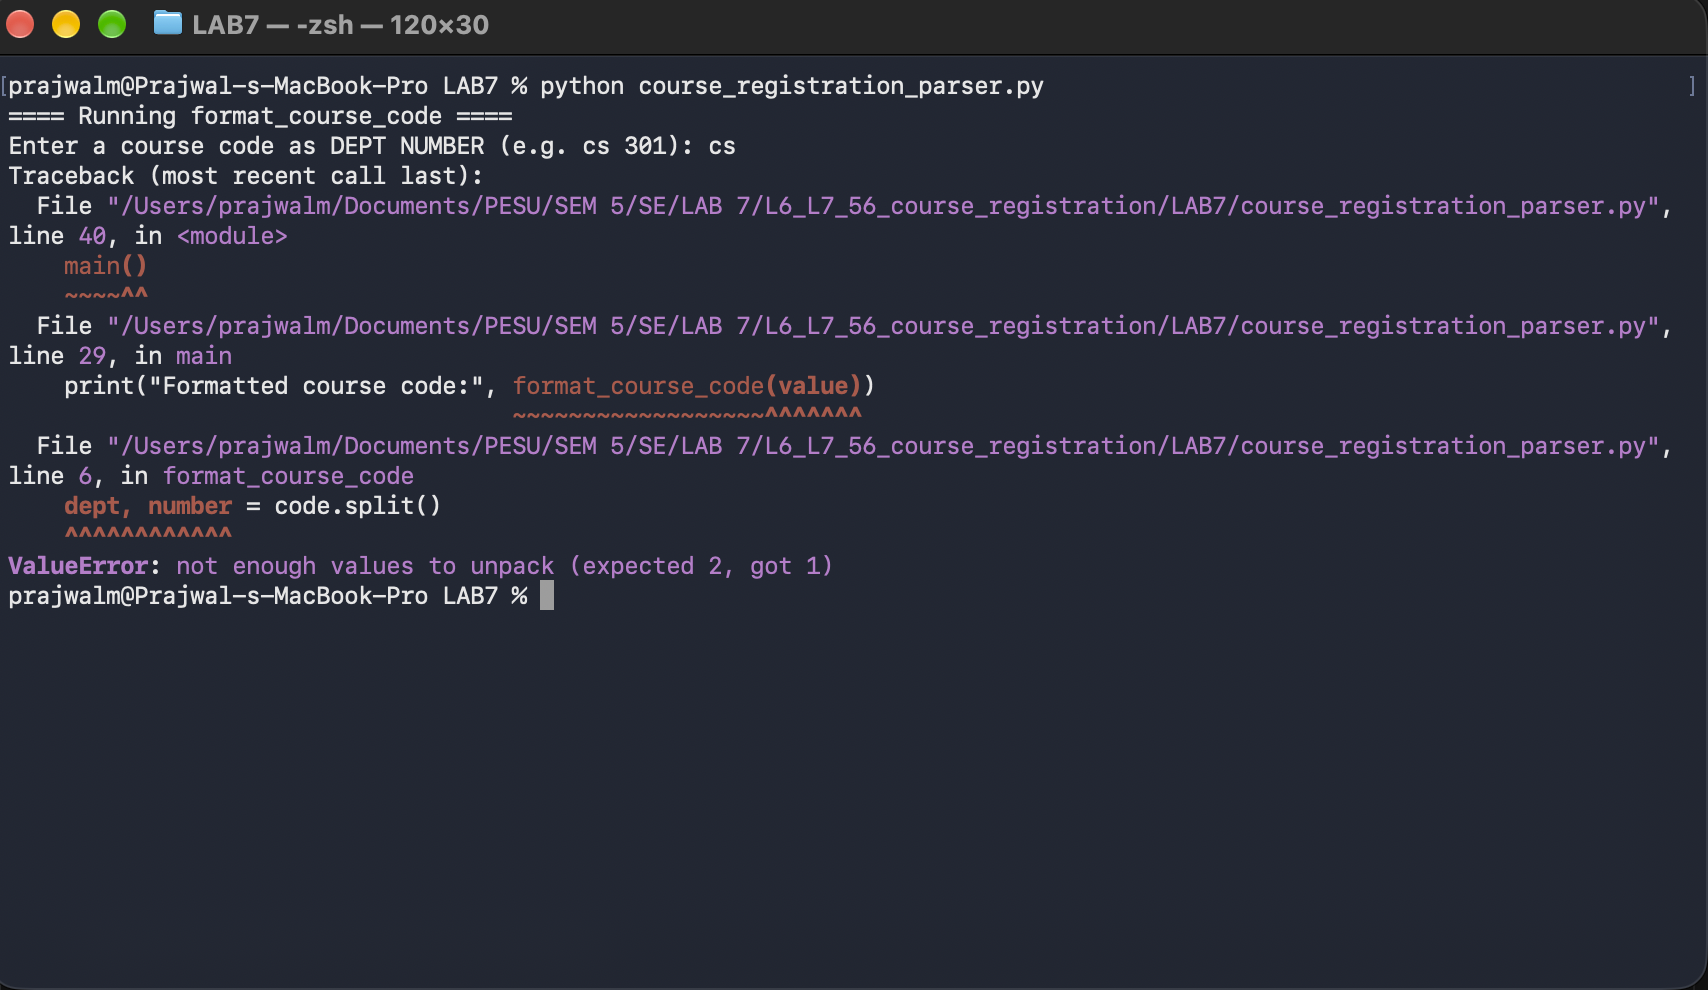 LAB7 — -zsh — 120×30
[prajwalm@Prajwal-s-MacBook-Pro LAB7 % python course_registration_parser.py ]
==== Running format_course_code ====
Enter a course code as DEPT NUMBER (e.g. cs 301): cs
Traceback (most recent call last):
  File "/Users/prajwalm/Documents/PESU/SEM 5/SE/LAB 7/L6_L7_56_course_registration/LAB7/course_registration_parser.py",
line 40, in <module>
    main()
    ~~~~^^
  File "/Users/prajwalm/Documents/PESU/SEM 5/SE/LAB 7/L6_L7_56_course_registration/LAB7/course_registration_parser.py",
line 29, in main
    print("Formatted course code:", format_course_code(value))
                                    ~~~~~~~~~~~~~~~~~~^^^^^^^
  File "/Users/prajwalm/Documents/PESU/SEM 5/SE/LAB 7/L6_L7_56_course_registration/LAB7/course_registration_parser.py",
line 6, in format_course_code
    dept, number = code.split()
    ^^^^^^^^^^^^
ValueError: not enough values to unpack (expected 2, got 1)
prajwalm@Prajwal-s-MacBook-Pro LAB7 %